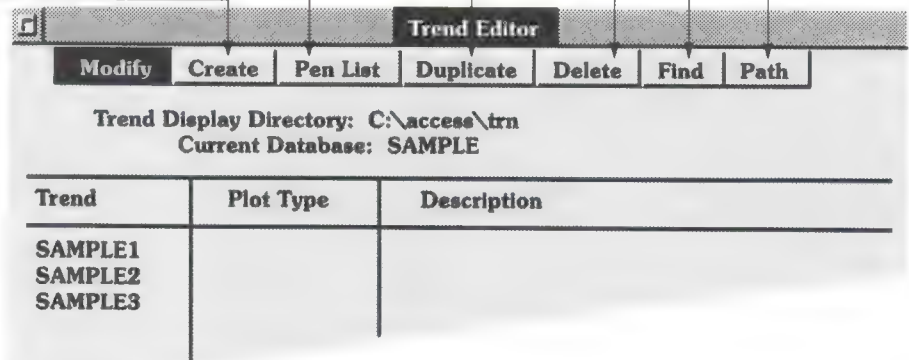 Trend Editor
Modify Create Pen List Duplicate Delete Find Path
Trend Display Directory: C:\access\trn
Current Database: SAMPLE
Trend Plot Type Description
SAMPLE1
SAMPLE2
SAMPLE3